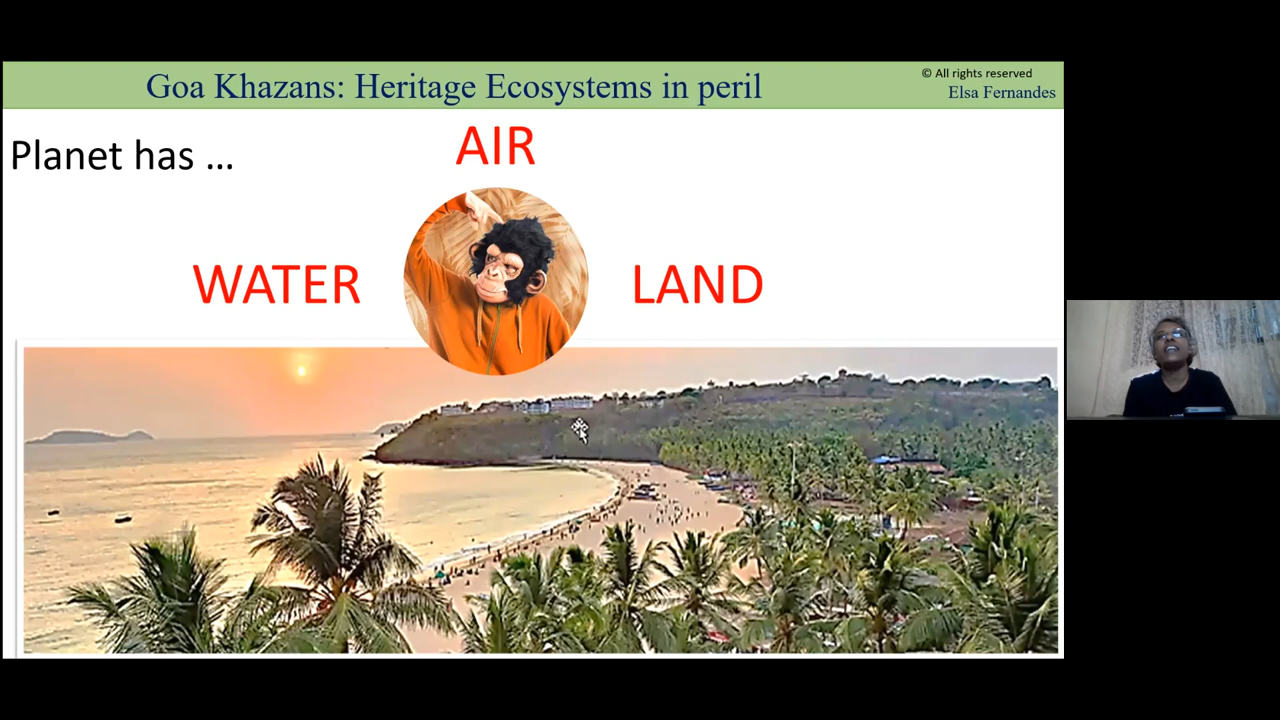 Goa Khazans: Heritage Ecosystems in peril
© All rights reserved
Elsa Fernandes
Planet has ...
AIR
WATER
LAND